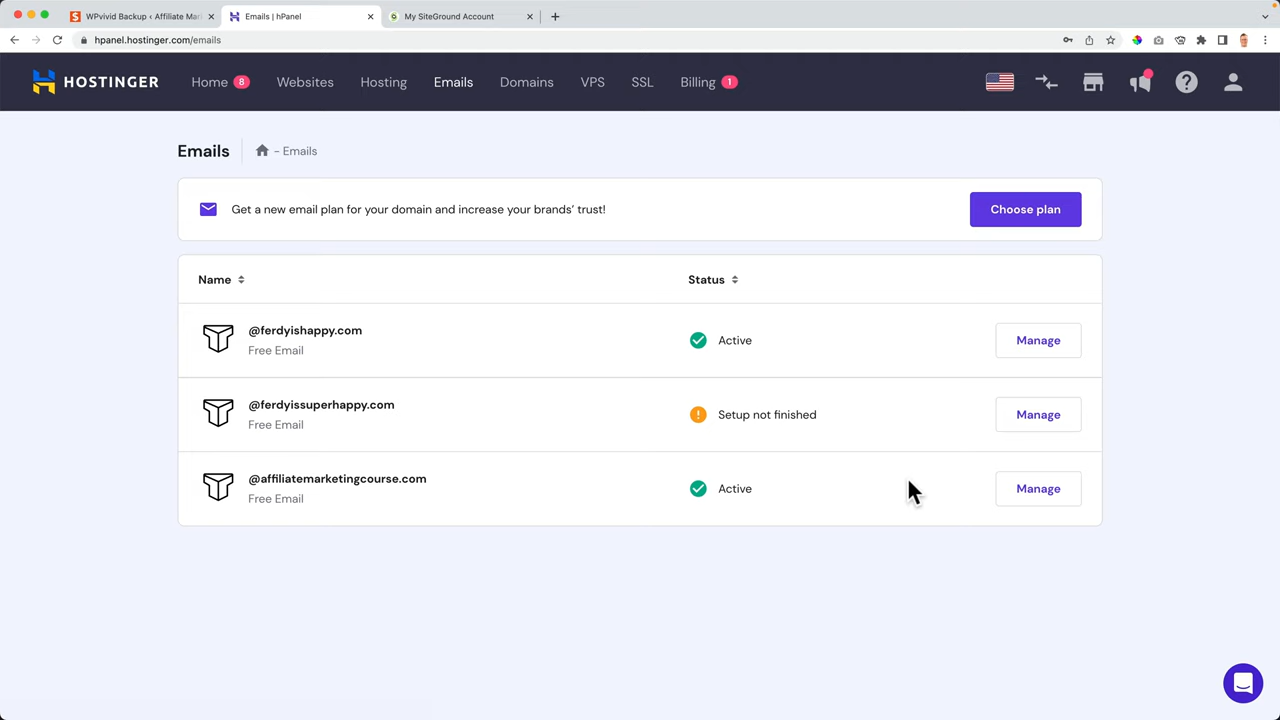 WPvivid Backup < Affiliate Mar
Emails | hPanel
My SiteGround Account
hpanel.hostinger.com/emails
HOSTINGER
Home 8
Websites
Hosting
Emails
Domains
VPS
SSL
Billing 1
Emails
- Emails
Get a new email plan for your domain and increase your brands' trust!
Choose plan
Name
Status
@ferdyishappy.com
Free Email
Active
Manage
@ferdyissuperhappy.com
Free Email
Setup not finished
Manage
@affiliatemarketingcourse.com
Free Email
Active
Manage